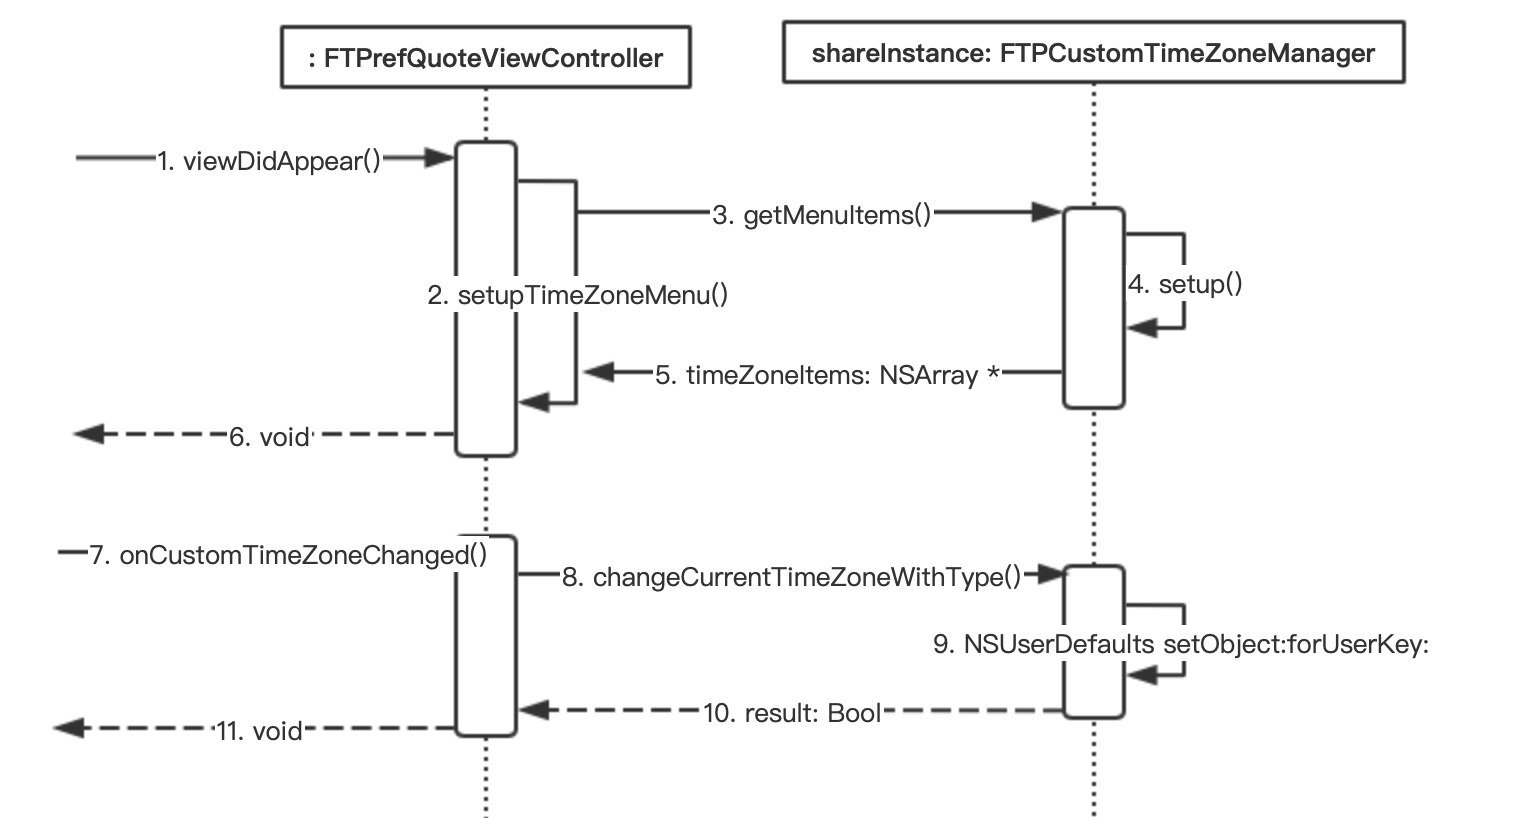 : FTPrefQuoteViewController
shareInstance: FTPCustomTimeZoneManager
1. viewDidAppear()
3. getMenuItems()
4. setup()
2. setupTimeZoneMenu()
5. timeZoneItems: NSArray *
6. void
7. onCustomTimeZoneChanged()
8. changeCurrentTimeZoneWithType()
9. NSUserDefaults setObject:forUserKey:
10. result: Bool
11. void